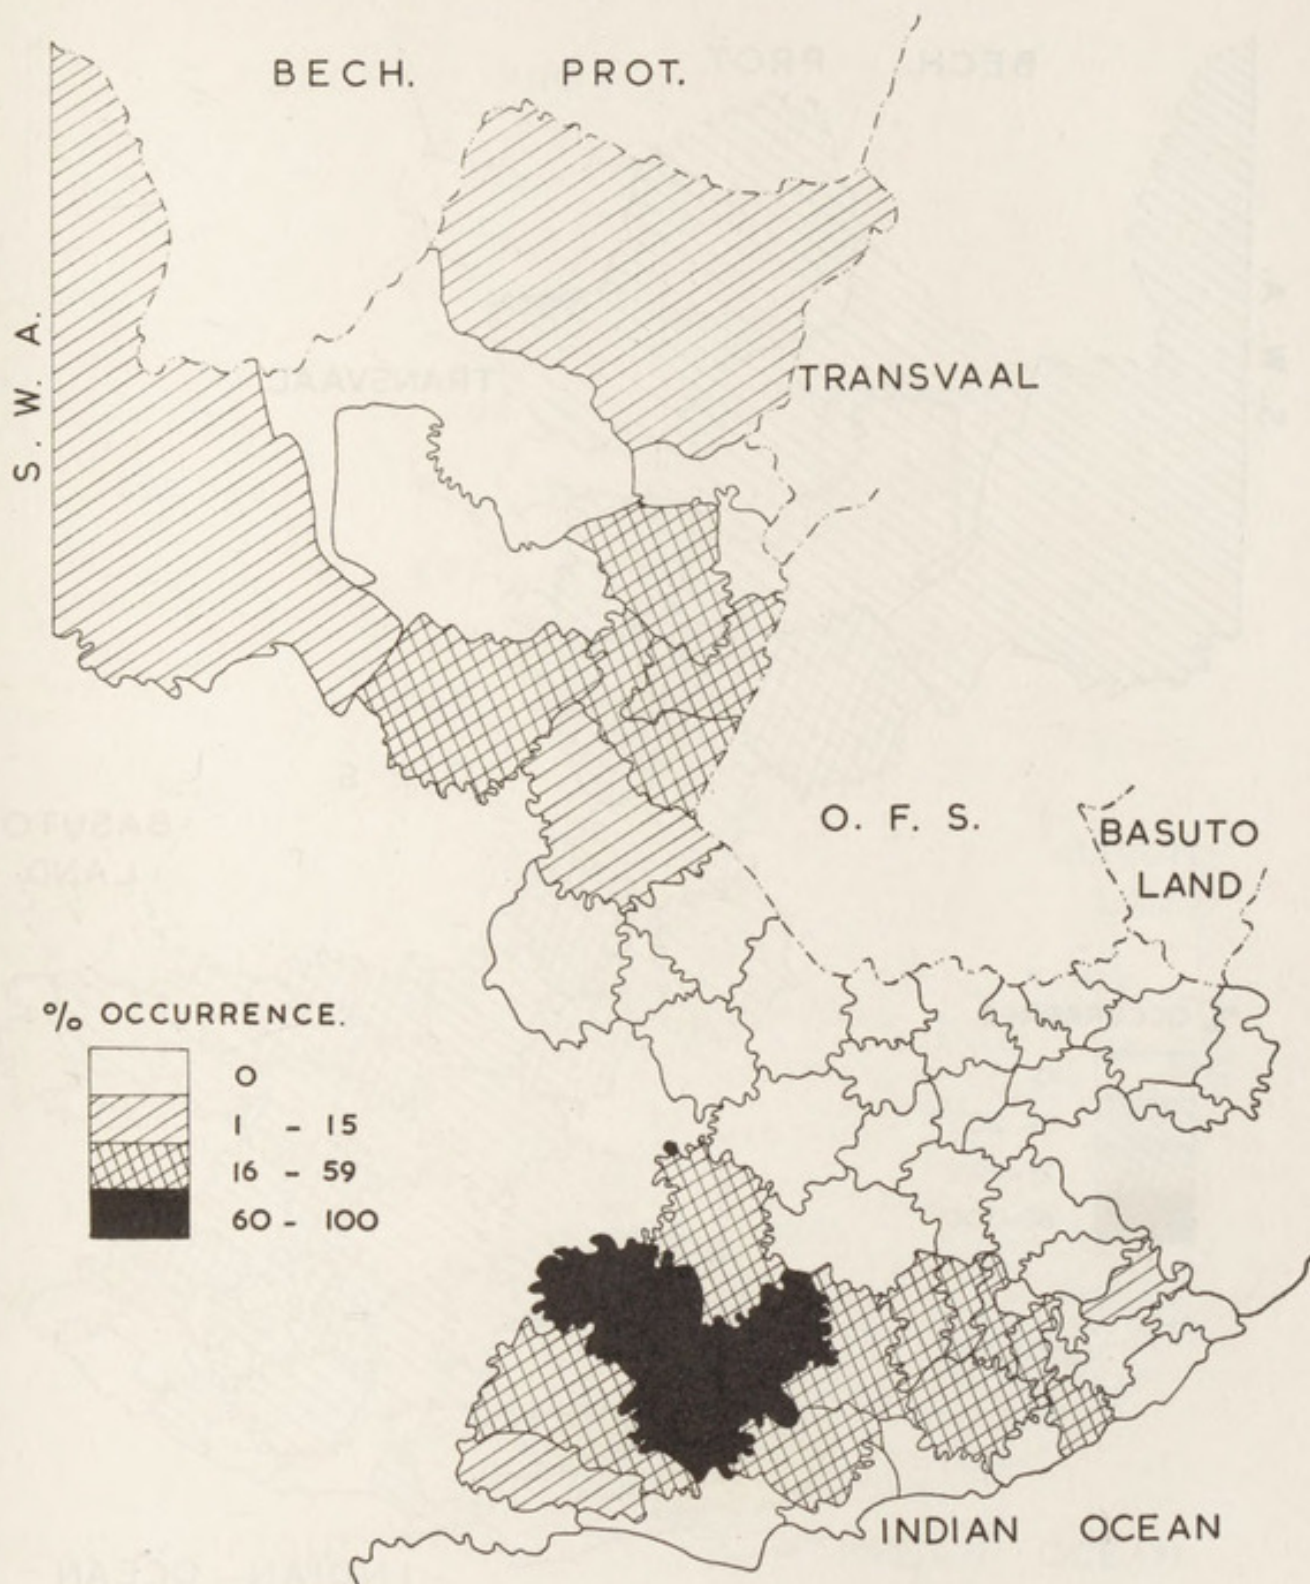 BECH. PROT.
S. W. A.
TRANSVAAL
O. F. S.
BASUTO
LAND
% OCCURRENCE.
0
1 - 15
16 - 59
60 - 100
INDIAN OCEAN